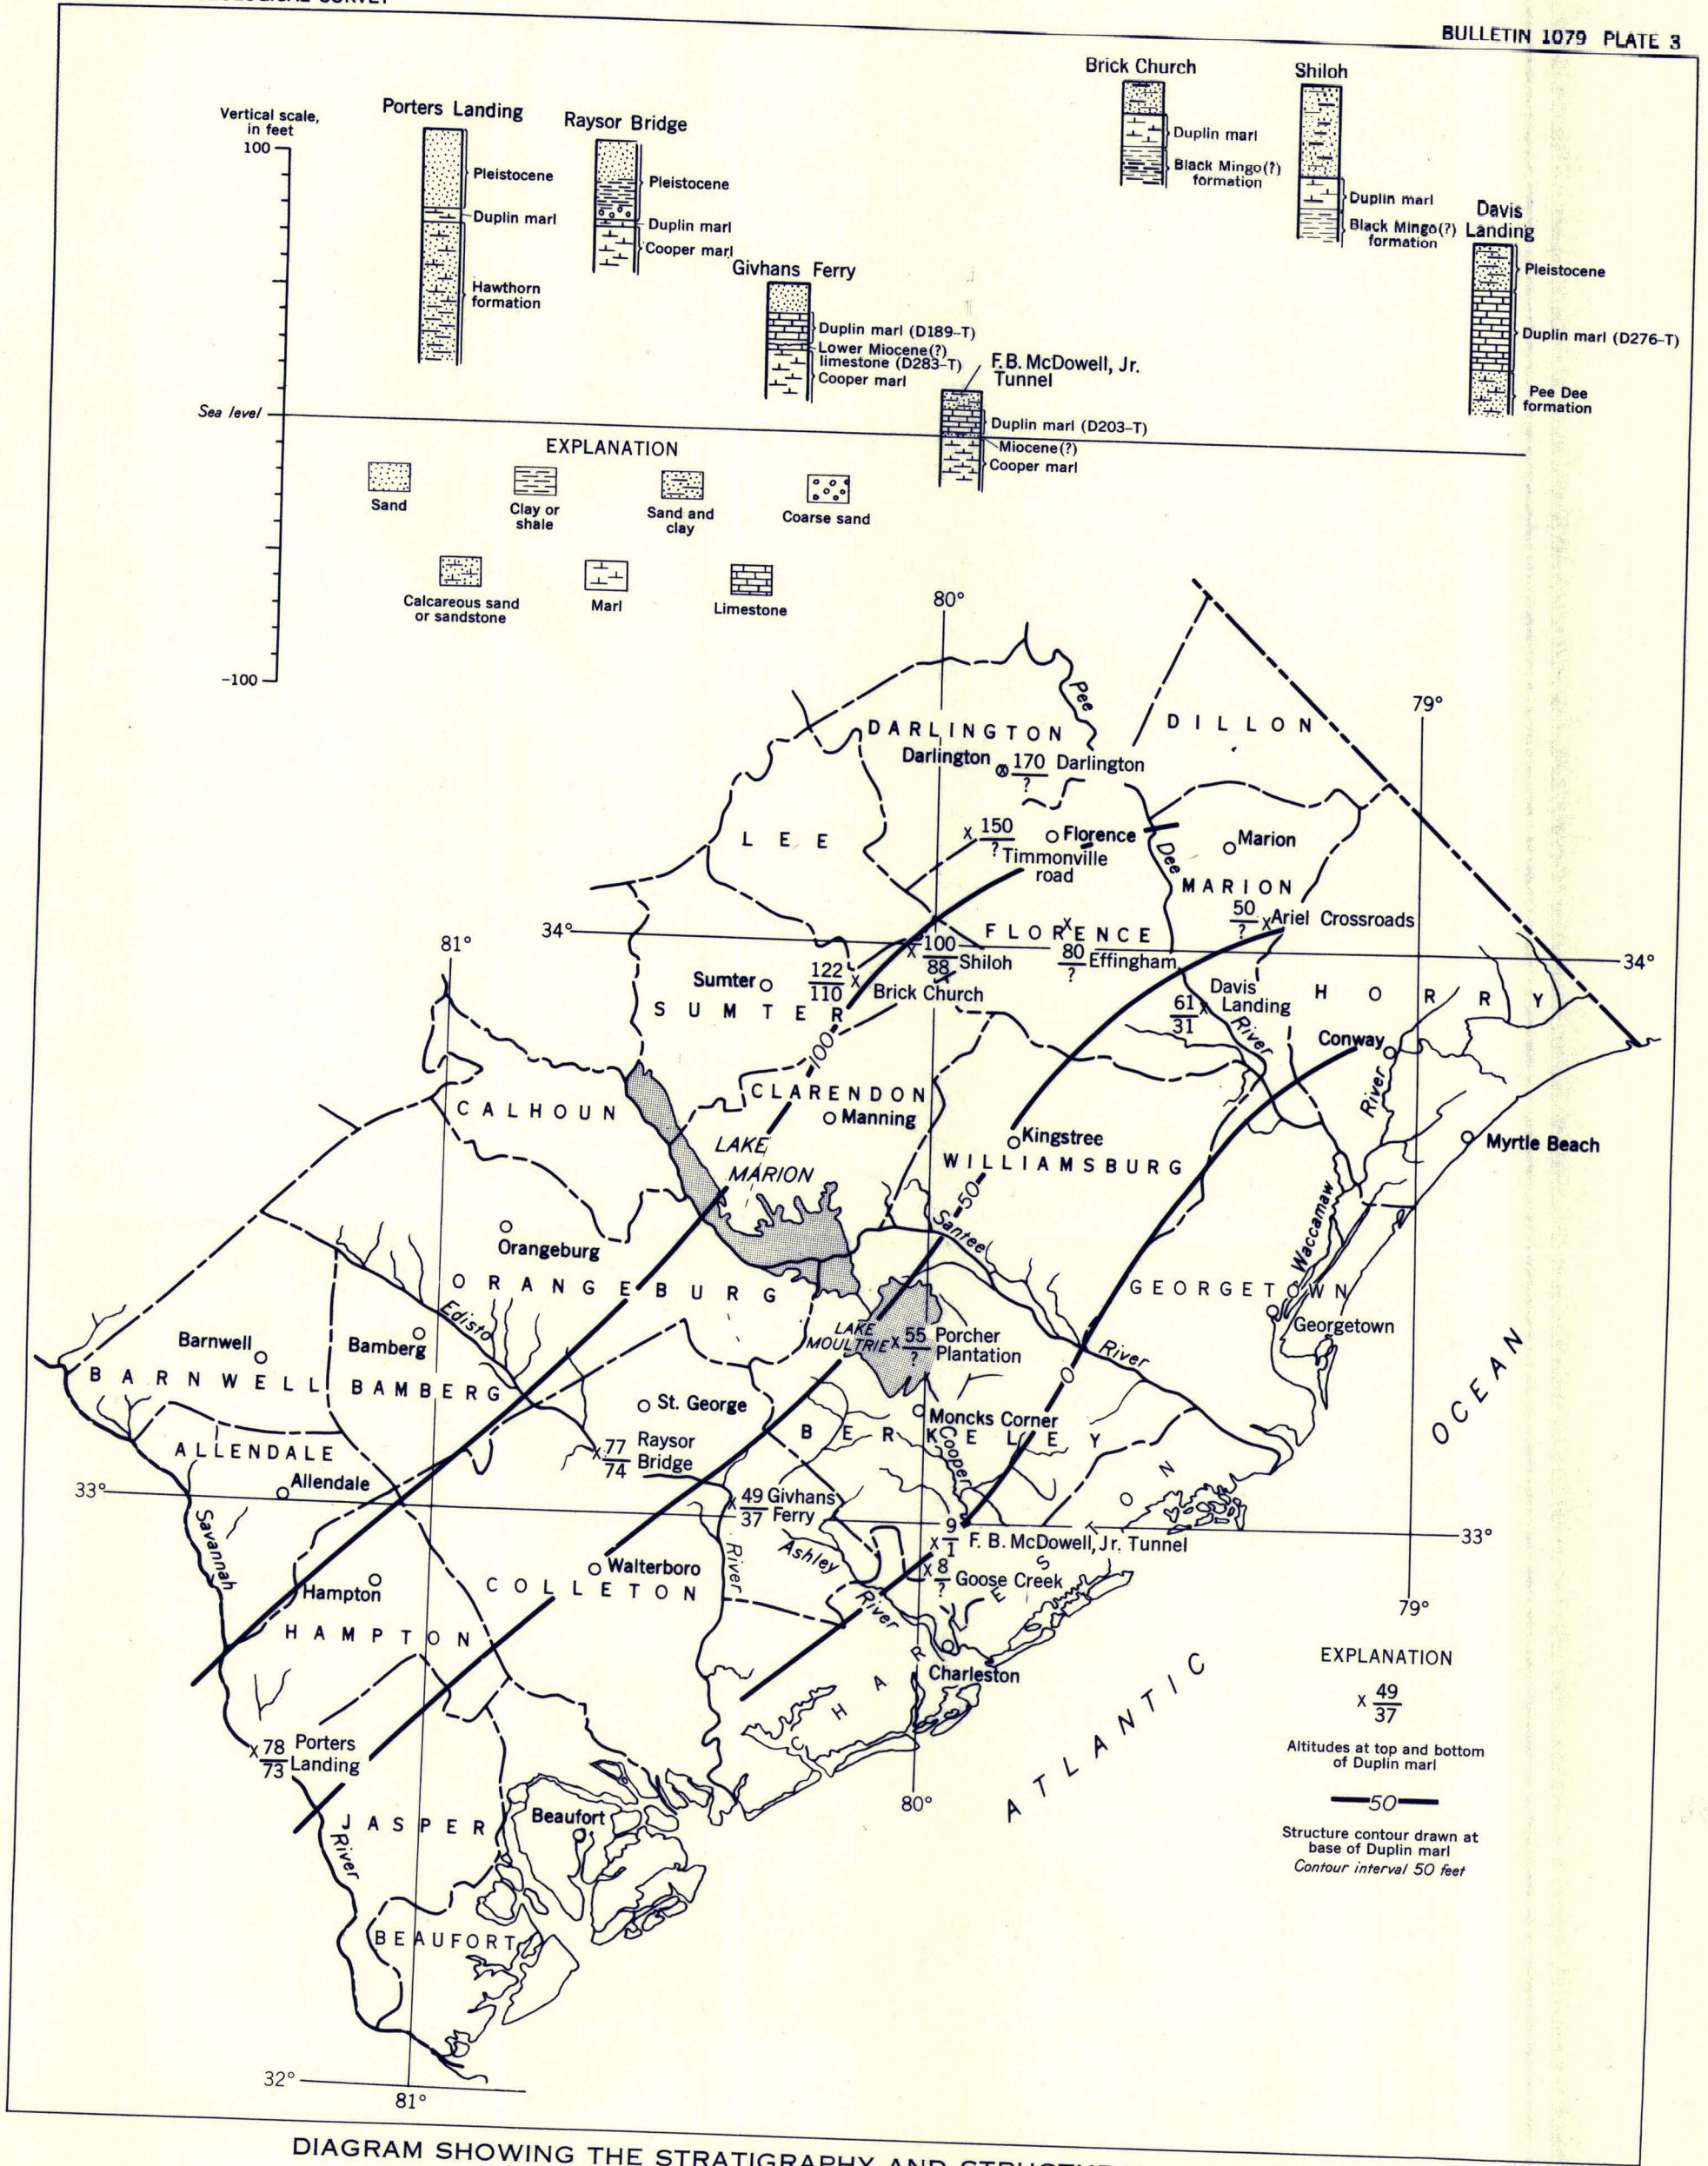 BULLETIN 1079 PLATE 3
Brick Church
Shiloh
Porters Landing
Raysor Bridge
Vertical scale,
in feet
100
Pleistocene
Duplin marl
Hawthorn
formation
Pleistocene
Duplin marl
Cooper marl
Duplin marl
Black Mingo(?)
formation
Duplin marl
Black Mingo(?)
formation
Davis
Landing
Pleistocene
Duplin marl (D276-T)
Pee Dee
formation
Givhans Ferry
Duplin marl (D189-T)
Lower Miocene(?)
limestone (D283-T)
Cooper marl
F.B. McDowell, Jr.
Tunnel
Duplin marl (D203-T)
Miocene(?)
Cooper marl
Sea level
EXPLANATION
Sand
Clay or
shale
Sand and
clay
Coarse sand
Calcareous sand
or sandstone
Marl
Limestone
-100
80°
79°
Pee
DARLINGTON
DILLON
Darlington
170
?
Darlington
LEE
x 150
?
Florence
Timmonville
road
Dee
Marion
MARION
50
?
x Ariel Crossroads
34°
81°
FLORENCE
x
80
?
Effingham
x 100
88
Shiloh
34°
Sumter
122
110
x
Brick Church
SUMTER
Davis
Landing
61
31
x
River
HORRY
Conway
River
100
CLARENDON
Manning
CALHOUN
LAKE
MARION
Kingstree
WILLIAMSBURG
Myrtle Beach
50
Santee
Waccamaw
Orangeburg
ORANGEBURG
Edisto
GEORGETOWN
Georgetown
Barnwell
Bamberg
LAKE
MOULTRIE
x 55
?
Porcher
Plantation
River
BARNWELL
BAMBERG
0
St. George
Moncks Corner
BERKELEY
Cooper
OCEAN
ALLENDALE
Allendale
x 77
74
Raysor
Bridge
33°
x 49
37
Givhans
Ferry
Savannah
River
Ashley
River
9
x 1
F. B. McDowell, Jr. Tunnel
33°
x 8
?
Goose Creek
Walterboro
COLLETON
Hampton
HAMPTON
79°
CHARLESTON
Charleston
ATLANTIC
EXPLANATION
x 49
37
Altitudes at top and bottom
of Duplin marl
50
Structure contour drawn at
base of Duplin marl
Contour interval 50 feet
x 78
73
Porters
Landing
80°
JASPER
River
Beaufort
BEAUFORT
32°
81°